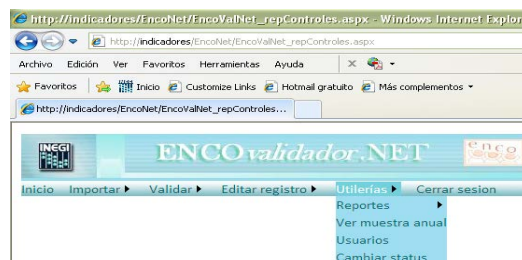 http://indicadores/EncoNet/EncoValNet_repControles.aspx - Windows Internet Explor
http://indicadores/EncoNet/EncoValNet_repControles.aspx
Archivo Edición Ver Favoritos Herramientas Ayuda
Favoritos Inicio Customize Links Hotmail gratuito Más complementos
http://indicadores/EncoNet/EncoValNet_repControles...
INEGI ENCOvalidador.NET enco
Inicio Importar Validar Editar registro Utilerías Cerrar sesion
Reportes
Ver muestra anual
Usuarios
Cambiar status